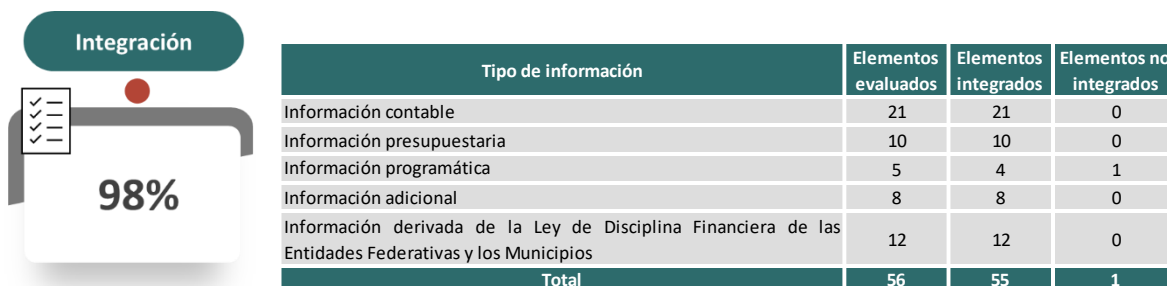 Integración
98%
Tipo de información Elementos evaluados Elementos integrados Elementos no integrados
Información contable 21 21 0
Información presupuestaria 10 10 0
Información programática 5 4 1
Información adicional 8 8 0
Información derivada de la Ley de Disciplina Financiera de las
Entidades Federativas y los Municipios 12 12 0
Total 56 55 1